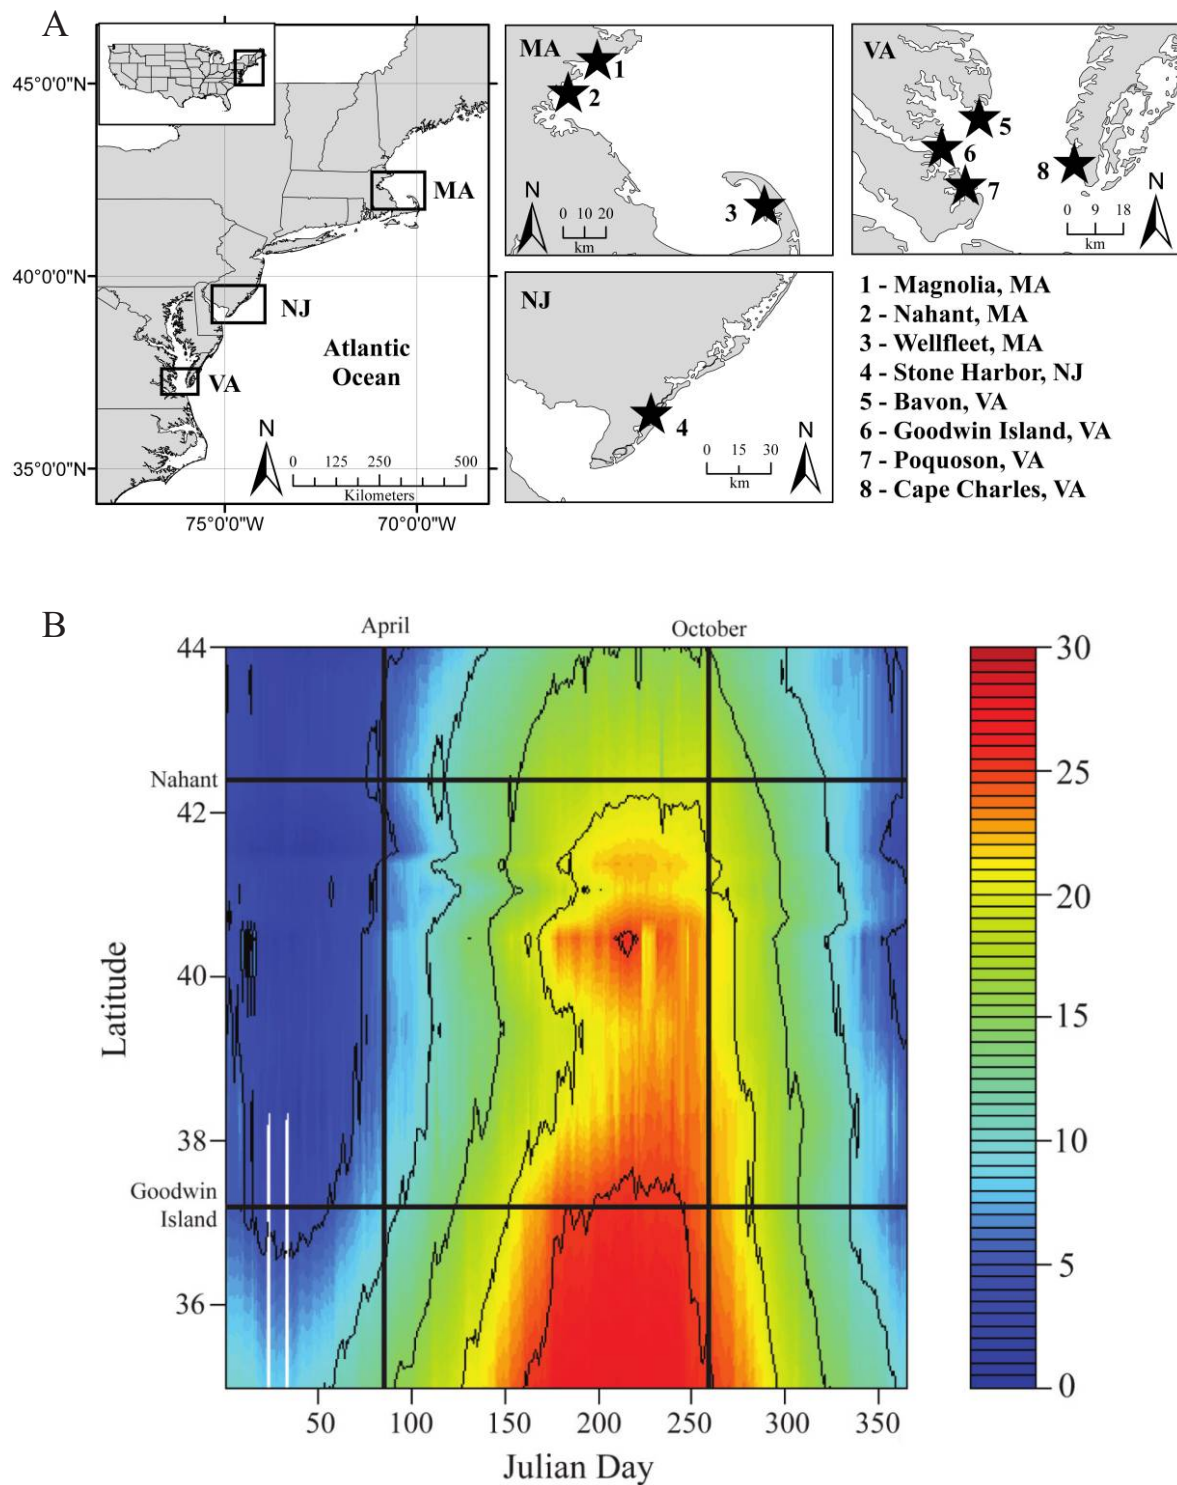 A
45°0'0"N
40°0'0"N
35°0'0"N
75°0'0"W
70°0'0"W
MA
NJ
VA
Atlantic
Ocean
N
0 125 250 500
Kilometers
MA
1
2
3
N
0 10 20
km
VA
5
6
7
8
N
0 9 18
km
NJ
4
N
0 15 30
km
1 - Magnolia, MA
2 - Nahant, MA
3 - Wellfleet, MA
4 - Stone Harbor, NJ
5 - Bavon, VA
6 - Goodwin Island, VA
7 - Poquoson, VA
8 - Cape Charles, VA
B
April October
44
Nahant
42
40
38
Goodwin
Island
36
Latitude
50 100 150 200 250 300 350
Julian Day
30
25
20
15
10
5
0